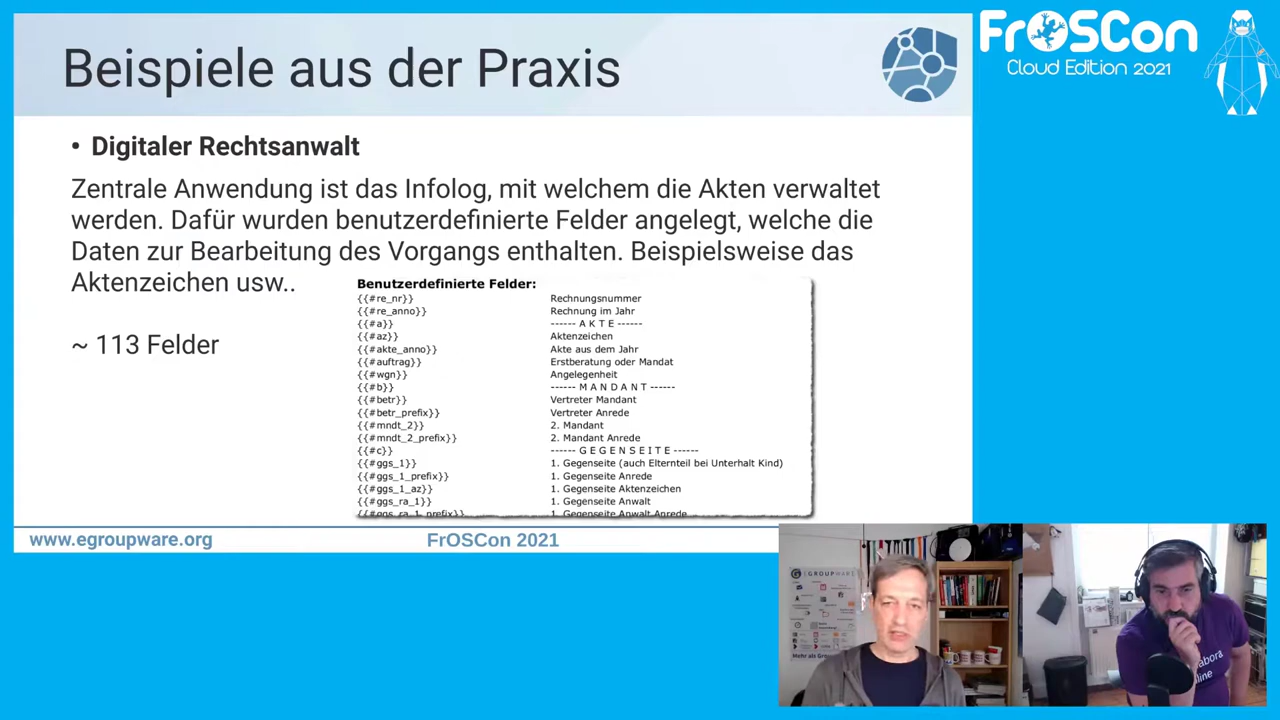 Beispiele aus der Praxis
FrOSCon
Cloud Edition 2021
• Digitaler Rechtsanwalt
Zentrale Anwendung ist das Infolog, mit welchem die Akten verwaltet
werden. Dafür wurden benutzerdefinierte Felder angelegt, welche die
Daten zur Bearbeitung des Vorgangs enthalten. Beispielsweise das
Aktenzeichen usw..
~ 113 Felder
Benutzerdefinierte Felder:
{{#re_nr}} Rechnungsnummer
{{#re_anno}} Rechnung im Jahr
{{#a}} ------ A K T E ------
{{#az}} Aktenzeichen
{{#akte_anno}} Akte aus dem Jahr
{{#auftrag}} Erstberatung oder Mandat
{{#wgn}} Angelegenheit
{{#b}} ------ M A N D A N T ------
{{#betr}} Vertreter Mandant
{{#betr_prefix}} Vertreter Anrede
{{#mndt_2}} 2. Mandant
{{#mndt_2_prefix}} 2. Mandant Anrede
{{#c}} ------ G E G E N S E I T E ------
{{#ggs_1}} 1. Gegenseite (auch Elternteil bei Unterhalt Kind)
{{#ggs_1_prefix}} 1. Gegenseite Anrede
{{#ggs_1_az}} 1. Gegenseite Aktenzeichen
{{#ggs_ra_1}} 1. Gegenseite Anwalt
{{#ggs_ra_1_prefix}} 1. Gegenseite Anwalt Anrede
www.egroupware.org
FrOSCon 2021
EGROUPWARE